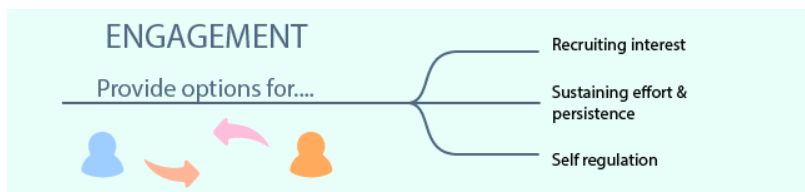 ENGAGEMENT
Provide options for....
Recruiting interest
Sustaining effort &
persistence
Self regulation